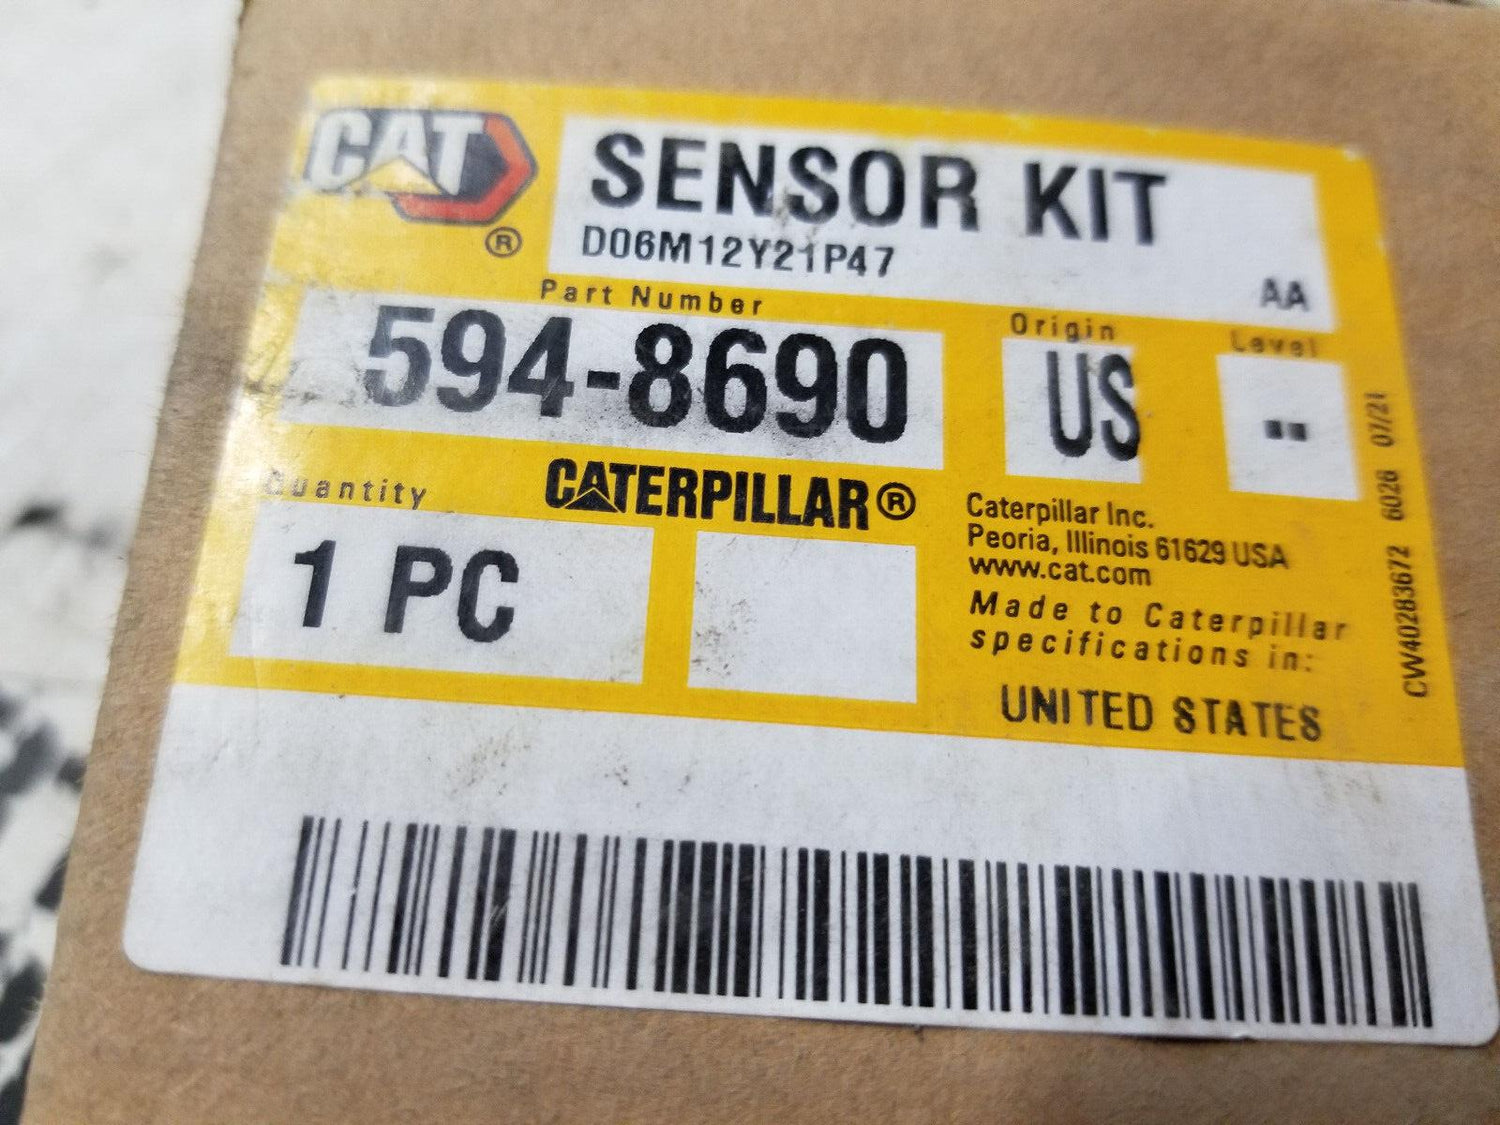 CAT
®
SENSOR KIT
D06M12Y21P47
AA
Part Number
594-8690
Origin
US
Level
--
Quantity
1 PC
CATERPILLAR®
Caterpillar Inc.
Peoria, Illinois 61629 USA
www.cat.com
Made to Caterpillar
specifications in:
UNITED STATES
CW40283672 6026 07/21